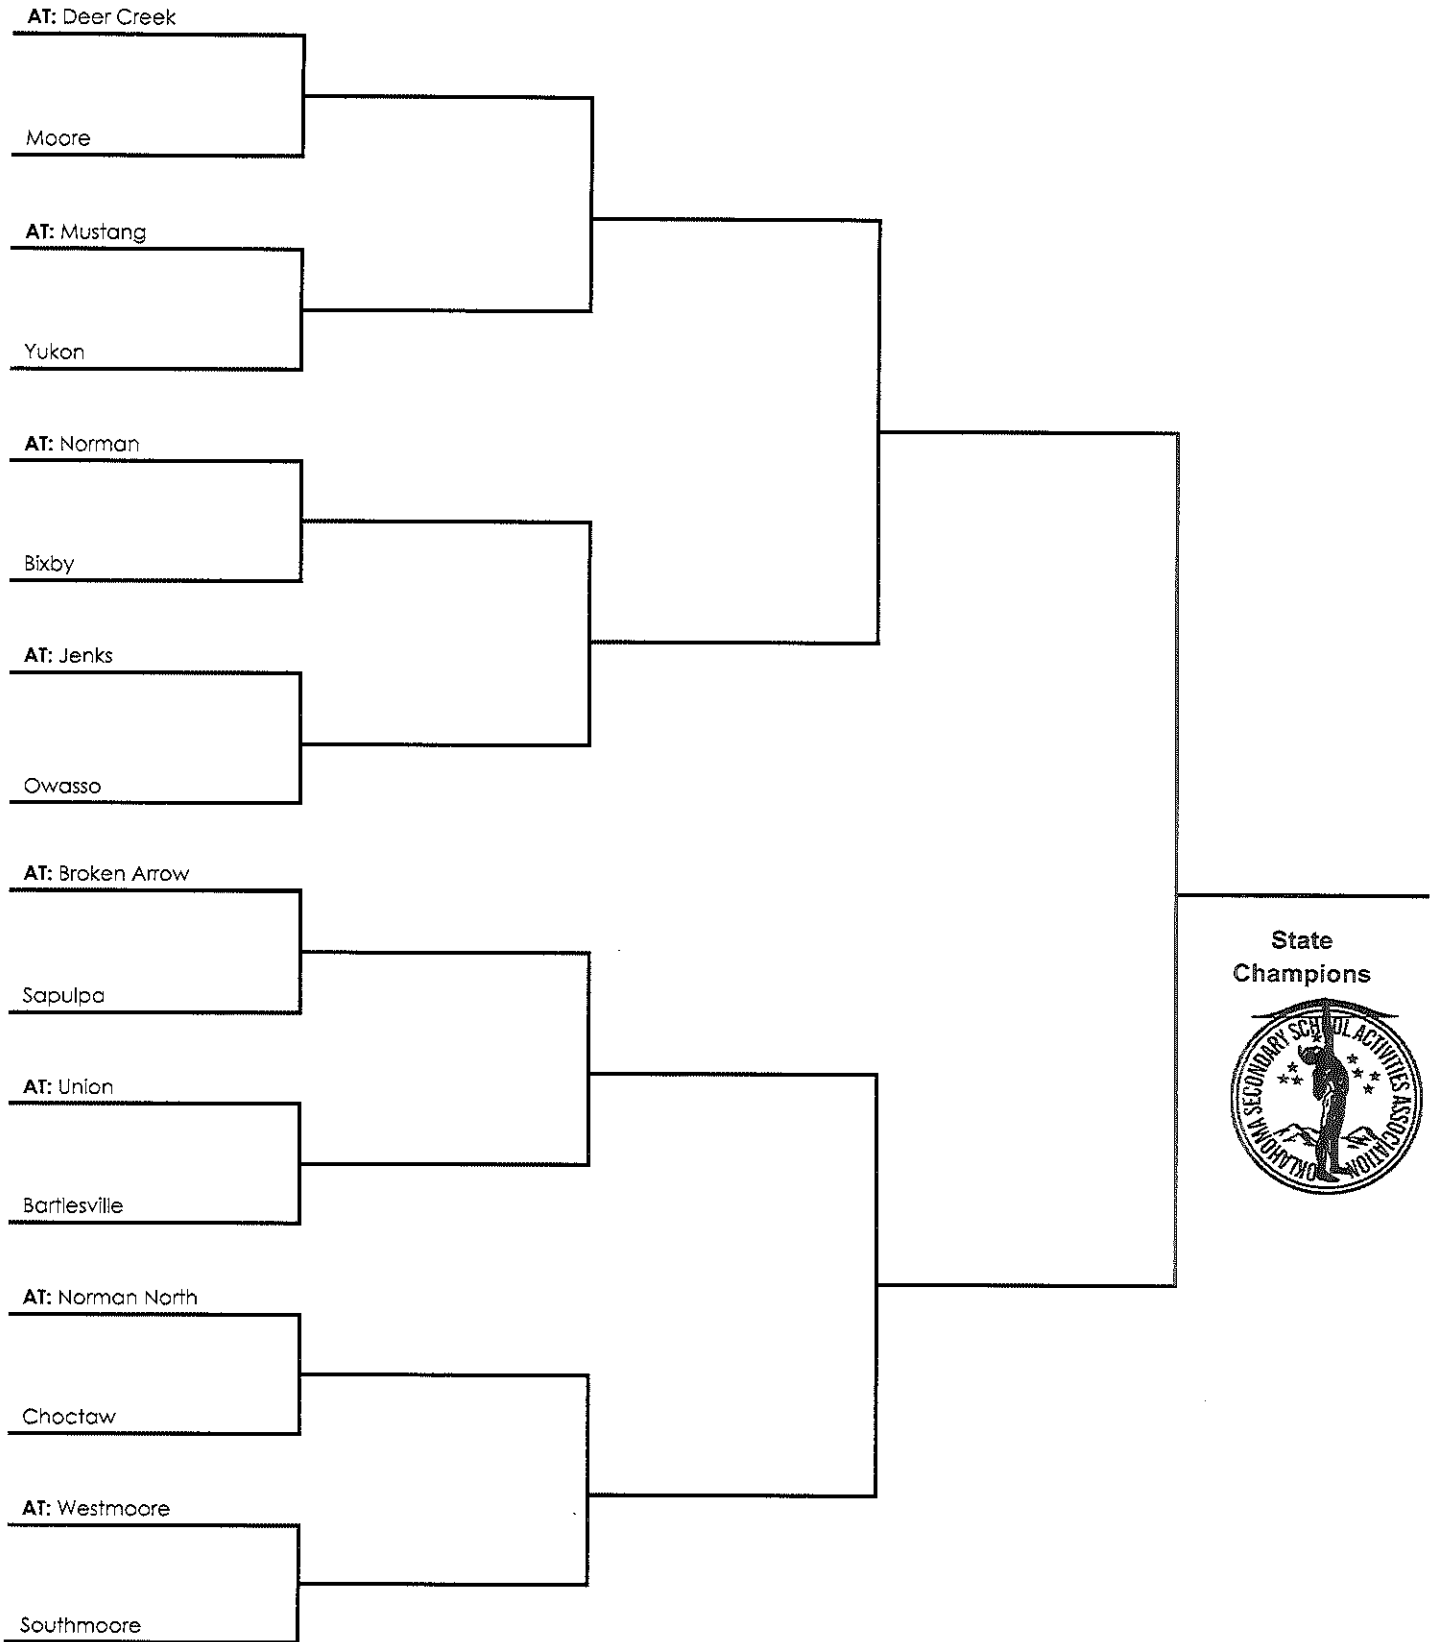 AT: Deer Creek
Moore
AT: Mustang
Yukon
AT: Norman
Bixby
AT: Jenks
Owasso
AT: Broken Arrow
Sapulpa
AT: Union
Bartlesville
AT: Norman North
Choctaw
AT: Westmoore
Southmoore
State
Champions
OKLAHOMA SECONDARY SCHOOL ACTIVITIES ASSOCIATION